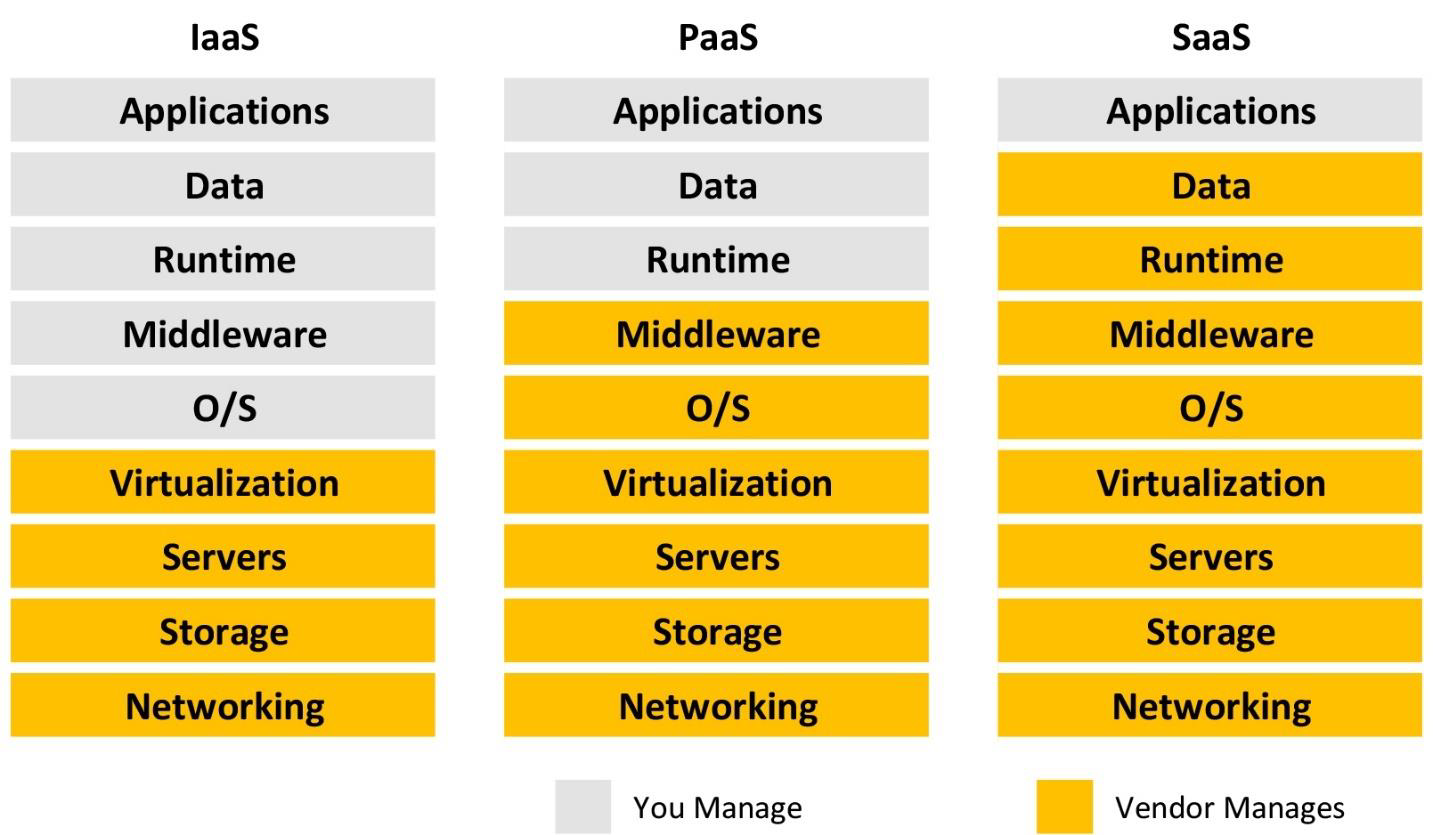 IaaS
PaaS
SaaS
Applications
Applications
Applications
Data
Data
Data
Runtime
Runtime
Runtime
Middleware
Middleware
Middleware
O/S
O/S
O/S
Virtualization
Virtualization
Virtualization
Servers
Servers
Servers
Storage
Storage
Storage
Networking
Networking
Networking
You Manage
Vendor Manages